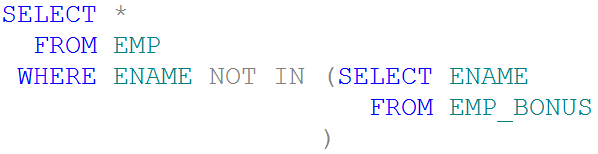 SELECT *
FROM EMP
WHERE ENAME NOT IN (SELECT ENAME
FROM EMP_BONUS
)